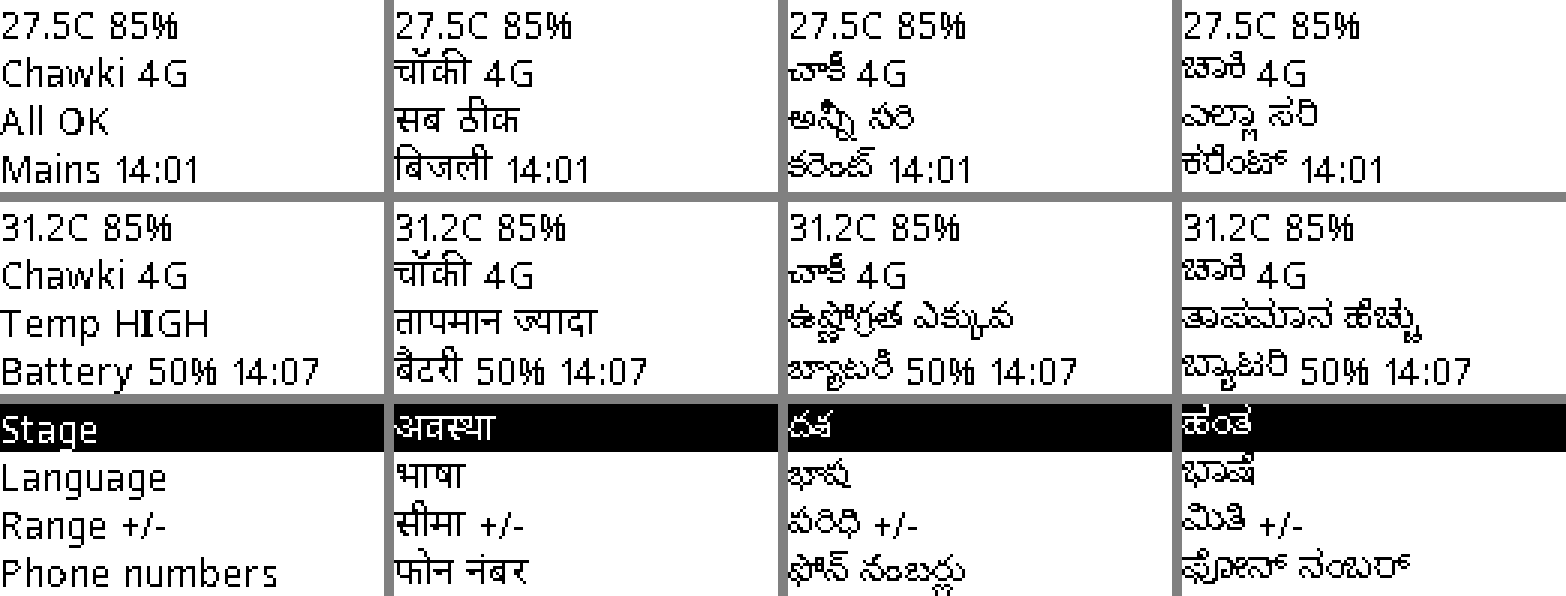 27.5C 85%
Chawki 4G
All OK
Mains 14:01
27.5C 85%
चॉकी 4G
सब ठीक
बिजली 14:01
27.5C 85%
చాకీ 4G
అన్నీ సరి
కరెంట్ 14:01
27.5C 85%
ಚಾಕಿ 4G
ಎಲ್ಲಾ ಸರಿ
ಕರೆಂಟ್ 14:01
31.2C 85%
Chawki 4G
Temp HIGH
Battery 50% 14:07
31.2C 85%
चॉकी 4G
तापमान ज्यादा
बैटरी 50% 14:07
31.2C 85%
చాకీ 4G
ఉష్ణోగ్రత ఎక్కువ
బ్యాటరీ 50% 14:07
31.2C 85%
ಚಾಕಿ 4G
ತಾಪಮಾನ ಹೆಚ್ಚು
ಬ್ಯಾಟರಿ 50% 14:07
Stage
Language
Range +/-
Phone numbers
अवस्था
भाषा
सीमा +/-
फोन नंबर
దశ
భాష
పరిధి +/-
ఫోన్ నంబర్లు
ಹಂತ
ಭಾಷೆ
ಮಿತಿ +/-
ಫೋನ್ ನಂಬರ್